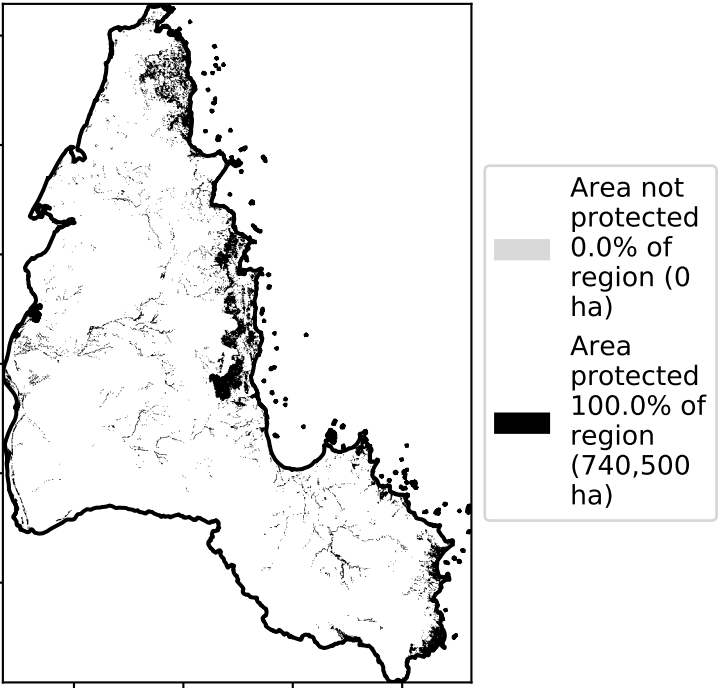 Area not
protected
0.0% of
region (0
ha)
Area
protected
100.0% of
region
(740,500
ha)